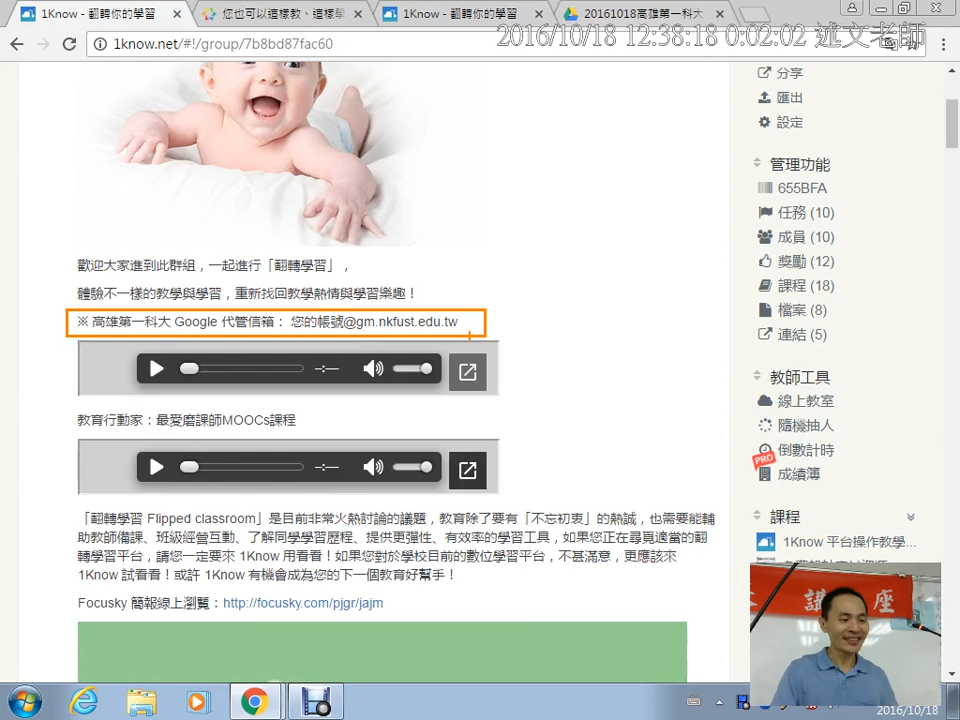 1Know - 翻轉你的學習
您也可以這樣教、這樣學
1Know - 翻轉你的學習
20161018高雄第一科大
1know.net/#!/group/7b8bd87fac60
2016/10/18 12:38:18 0:02:02 述文老師
分享
匯出
設定
管理功能
655BFA
任務 (10)
成員 (10)
獎勵 (12)
課程 (18)
檔案 (8)
連結 (5)
歡迎大家進到此群組，一起進行「翻轉學習」，
體驗不一樣的教學與學習，重新找回教學熱情與學習樂趣！
※ 高雄第一科大 Google 代管信箱： 您的帳號@gm.nkfust.edu.tw
--:--
教育行動家：最愛磨課師MOOCs課程
--:--
教師工具
線上教室
隨機抽人
倒數計時
PRO
成績簿
「翻轉學習 Flipped classroom」是目前非常火熱討論的議題，教育除了要有「不忘初衷」的熱誠，也需要能輔
助教師備課、班級經營互動、了解同學學習歷程、提供更彈性、有效率的學習工具，如果您正在尋覓適當的翻
轉學習平台，請您一定要來 1Know 用看看！如果您對於學校目前的數位學習平台，不甚滿意，更應該來
1Know 試看看！或許 1Know 有機會成為您的下一個教育好幫手！
Focusky 簡報線上瀏覽：http://focusky.com/pjgr/jajm
課程
1Know 平台操作教學...
講
座
2016/10/18